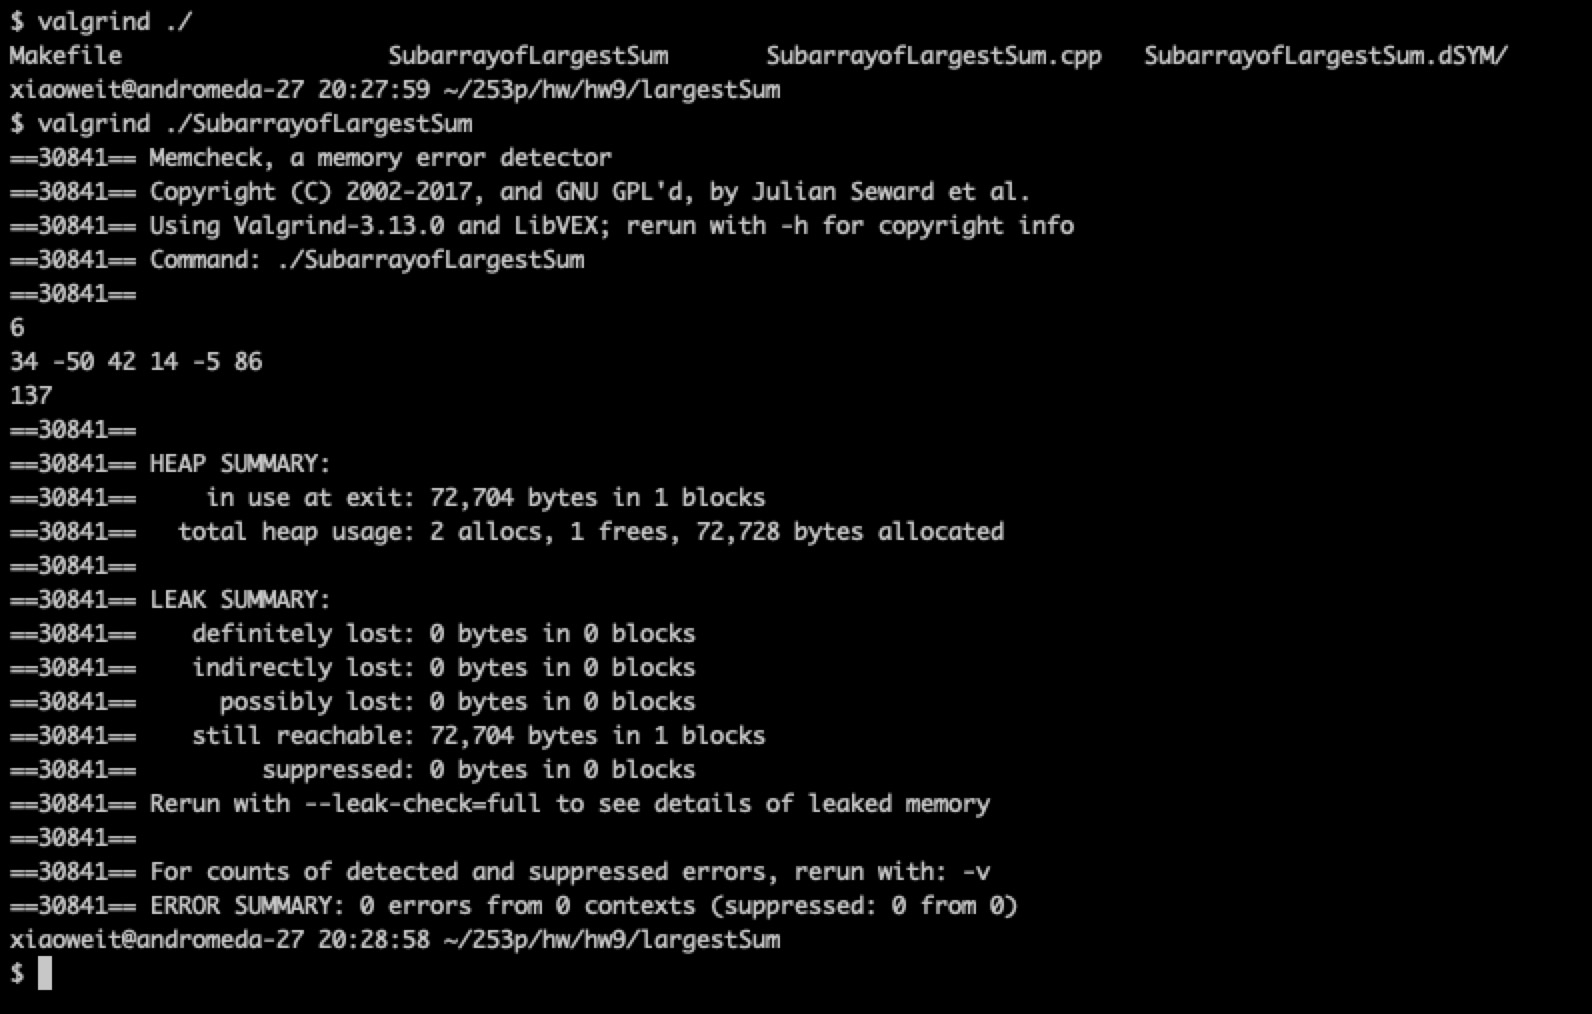 $ valgrind ./
Makefile                   SubarrayofLargestSum       SubarrayofLargestSum.cpp   SubarrayofLargestSum.dSYM/
xiaoweit@andromeda-27 20:27:59 ~/253p/hw/hw9/largestSum
$ valgrind ./SubarrayofLargestSum
==30841== Memcheck, a memory error detector
==30841== Copyright (C) 2002-2017, and GNU GPL'd, by Julian Seward et al.
==30841== Using Valgrind-3.13.0 and LibVEX; rerun with -h for copyright info
==30841== Command: ./SubarrayofLargestSum
==30841==
6
34 -50 42 14 -5 86
137
==30841==
==30841== HEAP SUMMARY:
==30841==     in use at exit: 72,704 bytes in 1 blocks
==30841==   total heap usage: 2 allocs, 1 frees, 72,728 bytes allocated
==30841==
==30841== LEAK SUMMARY:
==30841==    definitely lost: 0 bytes in 0 blocks
==30841==    indirectly lost: 0 bytes in 0 blocks
==30841==      possibly lost: 0 bytes in 0 blocks
==30841==    still reachable: 72,704 bytes in 1 blocks
==30841==         suppressed: 0 bytes in 0 blocks
==30841== Rerun with --leak-check=full to see details of leaked memory
==30841==
==30841== For counts of detected and suppressed errors, rerun with: -v
==30841== ERROR SUMMARY: 0 errors from 0 contexts (suppressed: 0 from 0)
xiaoweit@andromeda-27 20:28:58 ~/253p/hw/hw9/largestSum
$